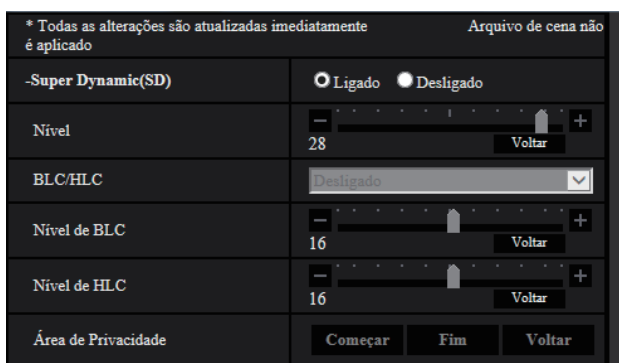 * Todas as alterações são atualizadas imediatamente Arquivo de cena não
é aplicado
-Super Dynamic(SD) Ligado Desligado
Nível − +
28 Voltar
BLC/HLC Desligado
Nível de BLC − +
16 Voltar
Nível de HLC − +
16 Voltar
Área de Privacidade Começar Fim Voltar